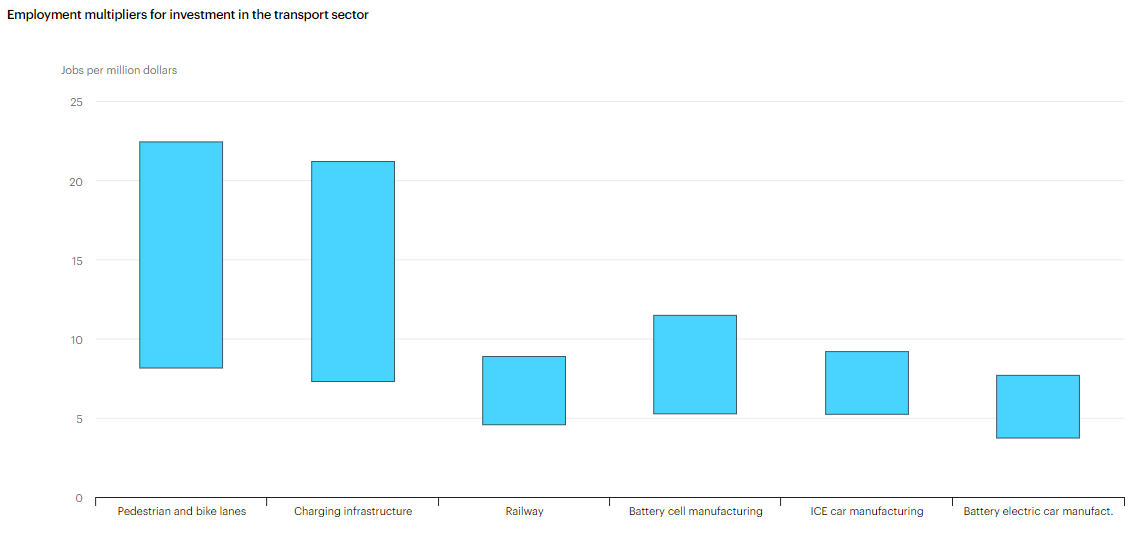 Employment multipliers for investment in the transport sector
Jobs per million dollars
25
20
15
10
5
0
Pedestrian and bike lanes
Charging infrastructure
Railway
Battery cell manufacturing
ICE car manufacturing
Battery electric car manufact.